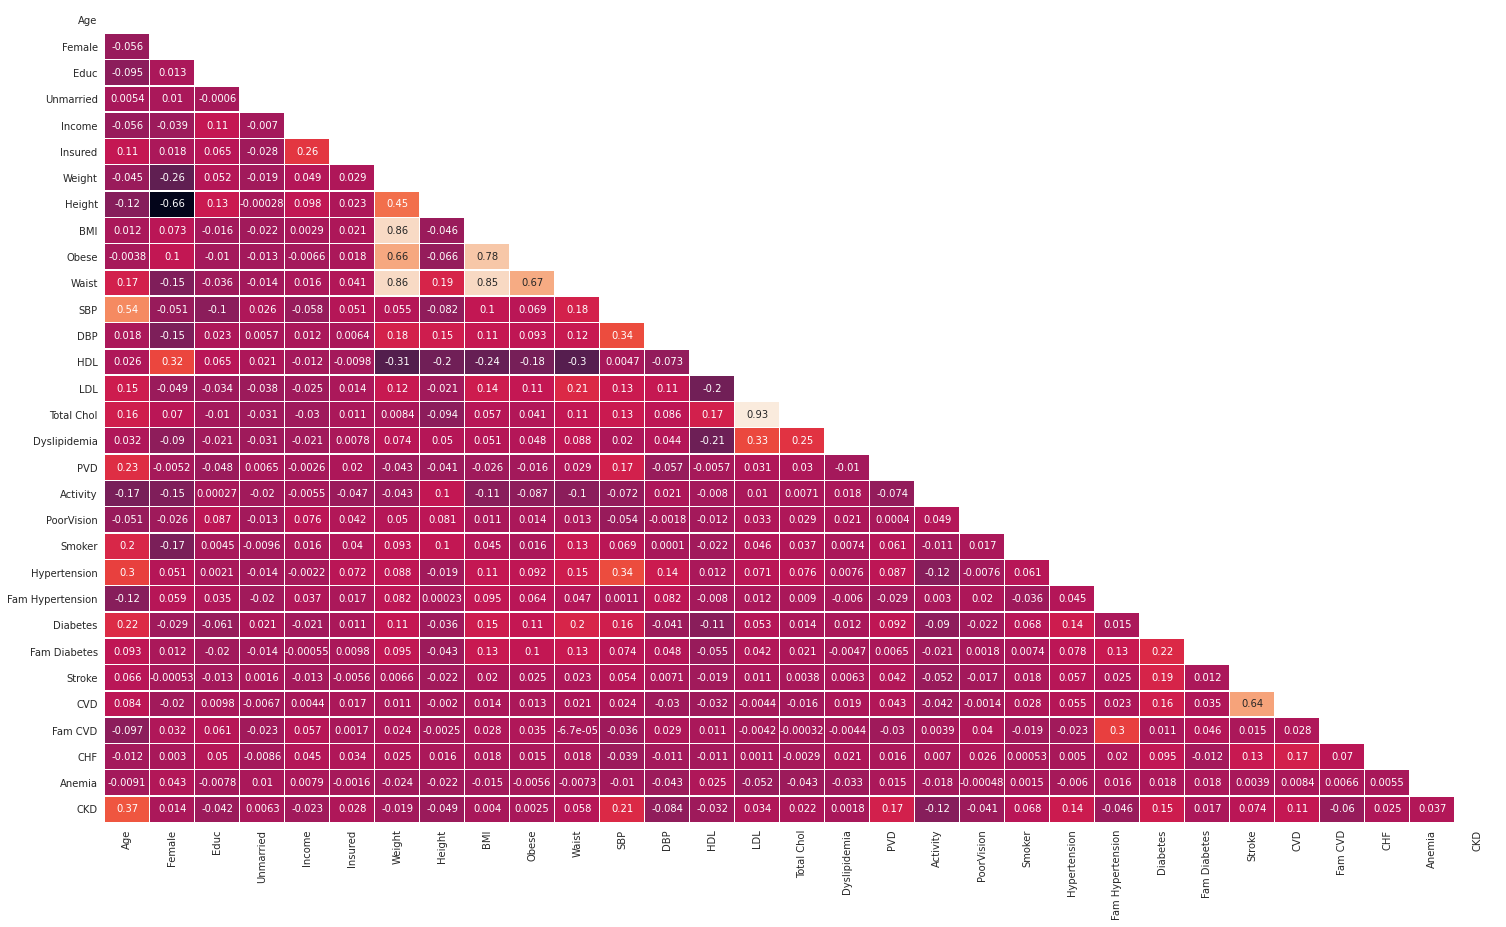 Age
Female -0.056
Educ -0.095 0.013
Unmarried 0.0054 0.01 -0.0006
Income -0.056 -0.039 0.11 -0.007
Insured 0.11 0.018 0.065 -0.028 0.26
Weight -0.045 -0.26 0.052 -0.019 0.049 0.029
Height -0.12 -0.66 0.13 -0.00028 0.098 0.023 0.45
BMI 0.012 0.073 -0.016 -0.022 0.0029 0.021 0.86 -0.046
Obese -0.0038 0.1 -0.01 -0.013 -0.0066 0.018 0.66 -0.066 0.78
Waist 0.17 -0.15 -0.036 -0.014 0.016 0.041 0.86 0.19 0.85 0.67
SBP 0.54 -0.051 -0.1 0.026 -0.058 0.051 0.055 -0.082 0.1 0.069 0.18
DBP 0.018 -0.15 0.023 0.0057 0.012 0.0064 0.18 0.15 0.11 0.093 0.12 0.34
HDL 0.026 0.32 0.065 0.021 -0.012 -0.0098 -0.31 -0.2 -0.24 -0.18 -0.3 0.0047 -0.073
LDL 0.15 -0.049 -0.034 -0.038 -0.025 0.014 0.12 -0.021 0.14 0.11 0.21 0.13 0.11 -0.2
Total Chol 0.16 0.07 -0.01 -0.031 -0.03 0.011 0.0084 -0.094 0.057 0.041 0.11 0.13 0.086 0.17 0.93
Dyslipidemia 0.032 -0.09 -0.021 -0.031 -0.021 0.0078 0.074 0.05 0.051 0.048 0.088 0.02 0.044 -0.21 0.33 0.25
PVD 0.23 -0.0052 -0.048 0.0065 -0.0026 0.02 -0.043 -0.041 -0.026 -0.016 0.029 0.17 -0.057 -0.0057 0.031 0.03 -0.01
Activity -0.17 -0.15 0.00027 -0.02 -0.0055 -0.047 -0.043 0.1 -0.11 -0.087 -0.1 -0.072 0.021 -0.008 0.01 0.0071 0.018 -0.074
PoorVision -0.051 -0.026 0.087 -0.013 0.076 0.042 0.05 0.081 0.011 0.014 0.013 -0.054 -0.0018 -0.012 0.033 0.029 0.021 0.0004 0.049
Smoker 0.2 -0.17 0.0045 -0.0096 0.016 0.04 0.093 0.1 0.045 0.016 0.13 0.069 0.0001 -0.022 0.046 0.037 0.0074 0.061 -0.011 0.017
Hypertension 0.3 0.051 0.0021 -0.014 -0.0022 0.072 0.088 -0.019 0.11 0.092 0.15 0.34 0.14 0.012 0.071 0.076 0.0076 0.087 -0.12 -0.0076 0.061
Fam Hypertension -0.12 0.059 0.035 -0.02 0.037 0.017 0.082 0.00023 0.095 0.064 0.047 0.0011 0.082 -0.008 0.012 0.009 -0.006 -0.029 0.003 0.02 -0.036 0.045
Diabetes 0.22 -0.029 -0.061 0.021 -0.021 0.011 0.11 -0.036 0.15 0.11 0.2 0.16 -0.041 -0.11 0.053 0.014 0.012 0.092 -0.09 -0.022 0.068 0.14 0.015
Fam Diabetes 0.093 0.012 -0.02 -0.014 -0.00055 0.0098 0.095 -0.043 0.13 0.1 0.13 0.074 0.048 -0.055 0.042 0.021 -0.0047 0.0065 -0.021 0.0018 0.0074 0.078 0.13 0.22
Stroke 0.066 -0.00053 -0.013 0.0016 -0.013 -0.0056 0.0066 -0.022 0.02 0.025 0.023 0.054 0.0071 -0.019 0.011 0.0038 0.0063 0.042 -0.052 -0.017 0.018 0.057 0.025 0.19 0.012
CVD 0.084 -0.02 0.0098 -0.0067 0.0044 0.017 0.011 -0.002 0.014 0.013 0.021 0.024 -0.03 -0.032 -0.0044 -0.016 0.019 0.043 -0.042 -0.0014 0.028 0.055 0.023 0.16 0.035 0.64
Fam CVD -0.097 0.032 0.061 -0.023 0.057 0.0017 0.024 -0.0025 0.028 0.035 -6.7e-05 -0.036 0.029 0.011 -0.0042 -0.00032 -0.0044 -0.03 0.0039 0.04 -0.019 -0.023 0.3 0.011 0.046 0.015 0.028
CHF -0.012 0.003 0.05 -0.0086 0.045 0.034 0.025 0.016 0.018 0.015 0.018 -0.039 -0.011 -0.011 0.0011 -0.0029 0.021 0.016 0.007 0.026 0.00053 0.005 0.02 0.095 -0.012 0.13 0.17 0.07
Anemia -0.0091 0.043 -0.0078 0.01 0.0079 -0.0016 -0.024 -0.022 -0.015 -0.0056 -0.0073 -0.01 -0.043 0.025 -0.052 -0.043 -0.033 0.015 -0.018 -0.00048 0.0015 -0.006 0.016 0.018 0.018 0.0039 0.0084 0.0066 0.0055
CKD 0.37 0.014 -0.042 0.0063 -0.023 0.028 -0.019 -0.049 0.004 0.0025 0.058 0.21 -0.084 -0.032 0.034 0.022 0.0018 0.17 -0.12 -0.041 0.068 0.14 -0.046 0.15 0.017 0.074 0.11 -0.06 0.025 0.037
Age Female Educ Unmarried Income Insured Weight Height BMI Obese Waist SBP DBP HDL LDL Total Chol Dyslipidemia PVD Activity PoorVision Smoker Hypertension Fam Hypertension Diabetes Fam Diabetes Stroke CVD Fam CVD CHF Anemia CKD